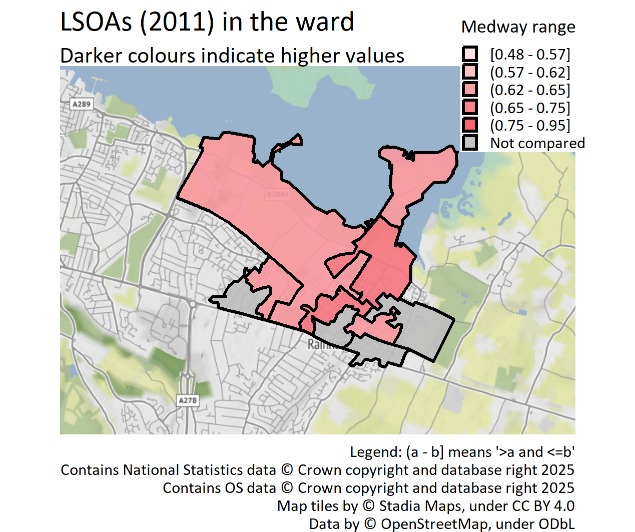 LSOAs (2011) in the ward
Darker colours indicate higher values
Medway range
[0.48 - 0.57]
(0.57 - 0.62]
(0.62 - 0.65]
(0.65 - 0.75]
(0.75 - 0.95]
Not compared
A289
A278
Legend: (a - b] means '>a and <=b'
Contains National Statistics data © Crown copyright and database right 2025
Contains OS data © Crown copyright and database right 2025
Map tiles by © Stadia Maps, under CC BY 4.0
Data by © OpenStreetMap, under ODbL